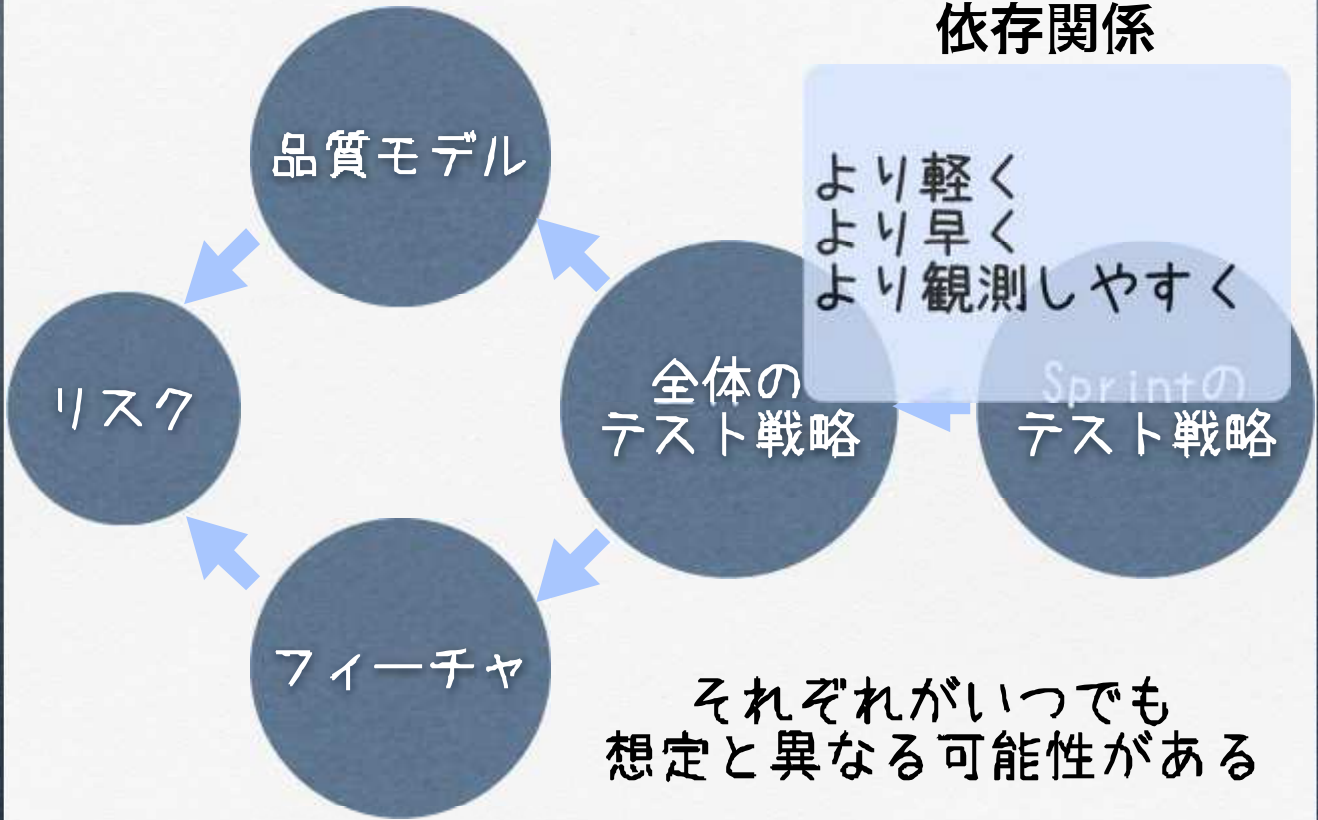 依存関係
品質モデル
より軽く
より早く
より観測しやすく
リスク
全体の
テスト戦略
Sprintの
テスト戦略
フィーチャ
それぞれがいつでも
想定と異なる可能性がある